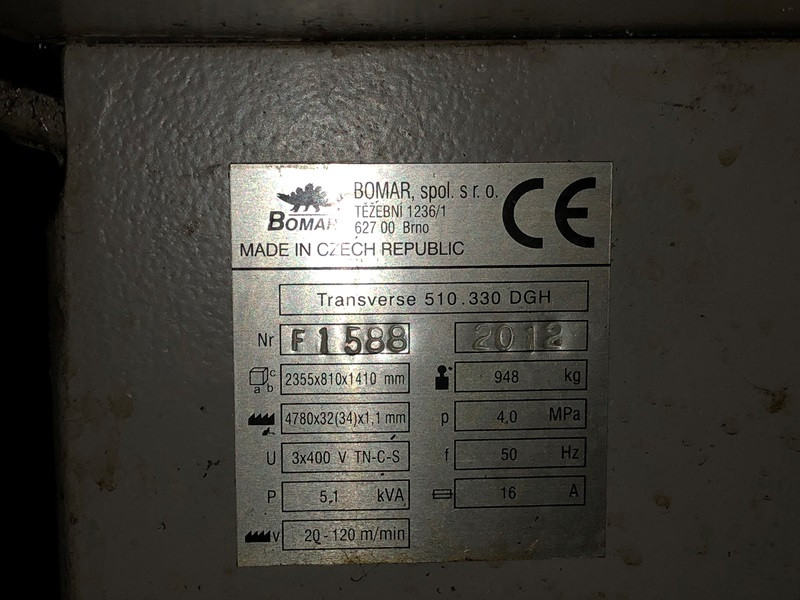 BOMAR
BOMAR, spol. s r. o.
TĚŽEBNÍ 1236/1
627 00 Brno
CE
MADE IN CZECH REPUBLIC
Transverse 510.330 DGH
Nr F1588 2012
a b c 2355x810x1410 mm 948 kg
4780x32(34)x1,1 mm p 4,0 MPa
U 3x400 V TN-C-S f 50 Hz
P 5,1 kVA 16 A
v 20-120 m/min